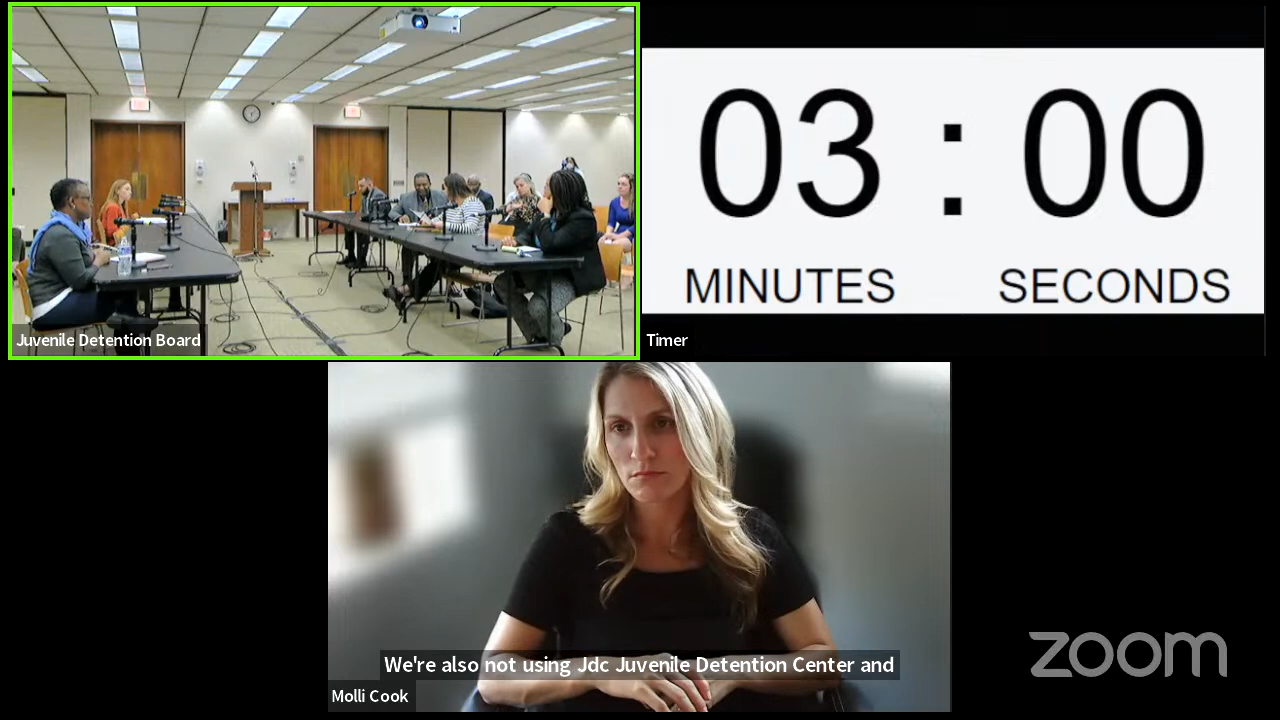 Juvenile Detention Board
03 : 00
MINUTES SECONDS
Timer
We're also not using Jdc Juvenile Detention Center and
Molli Cook
zoom